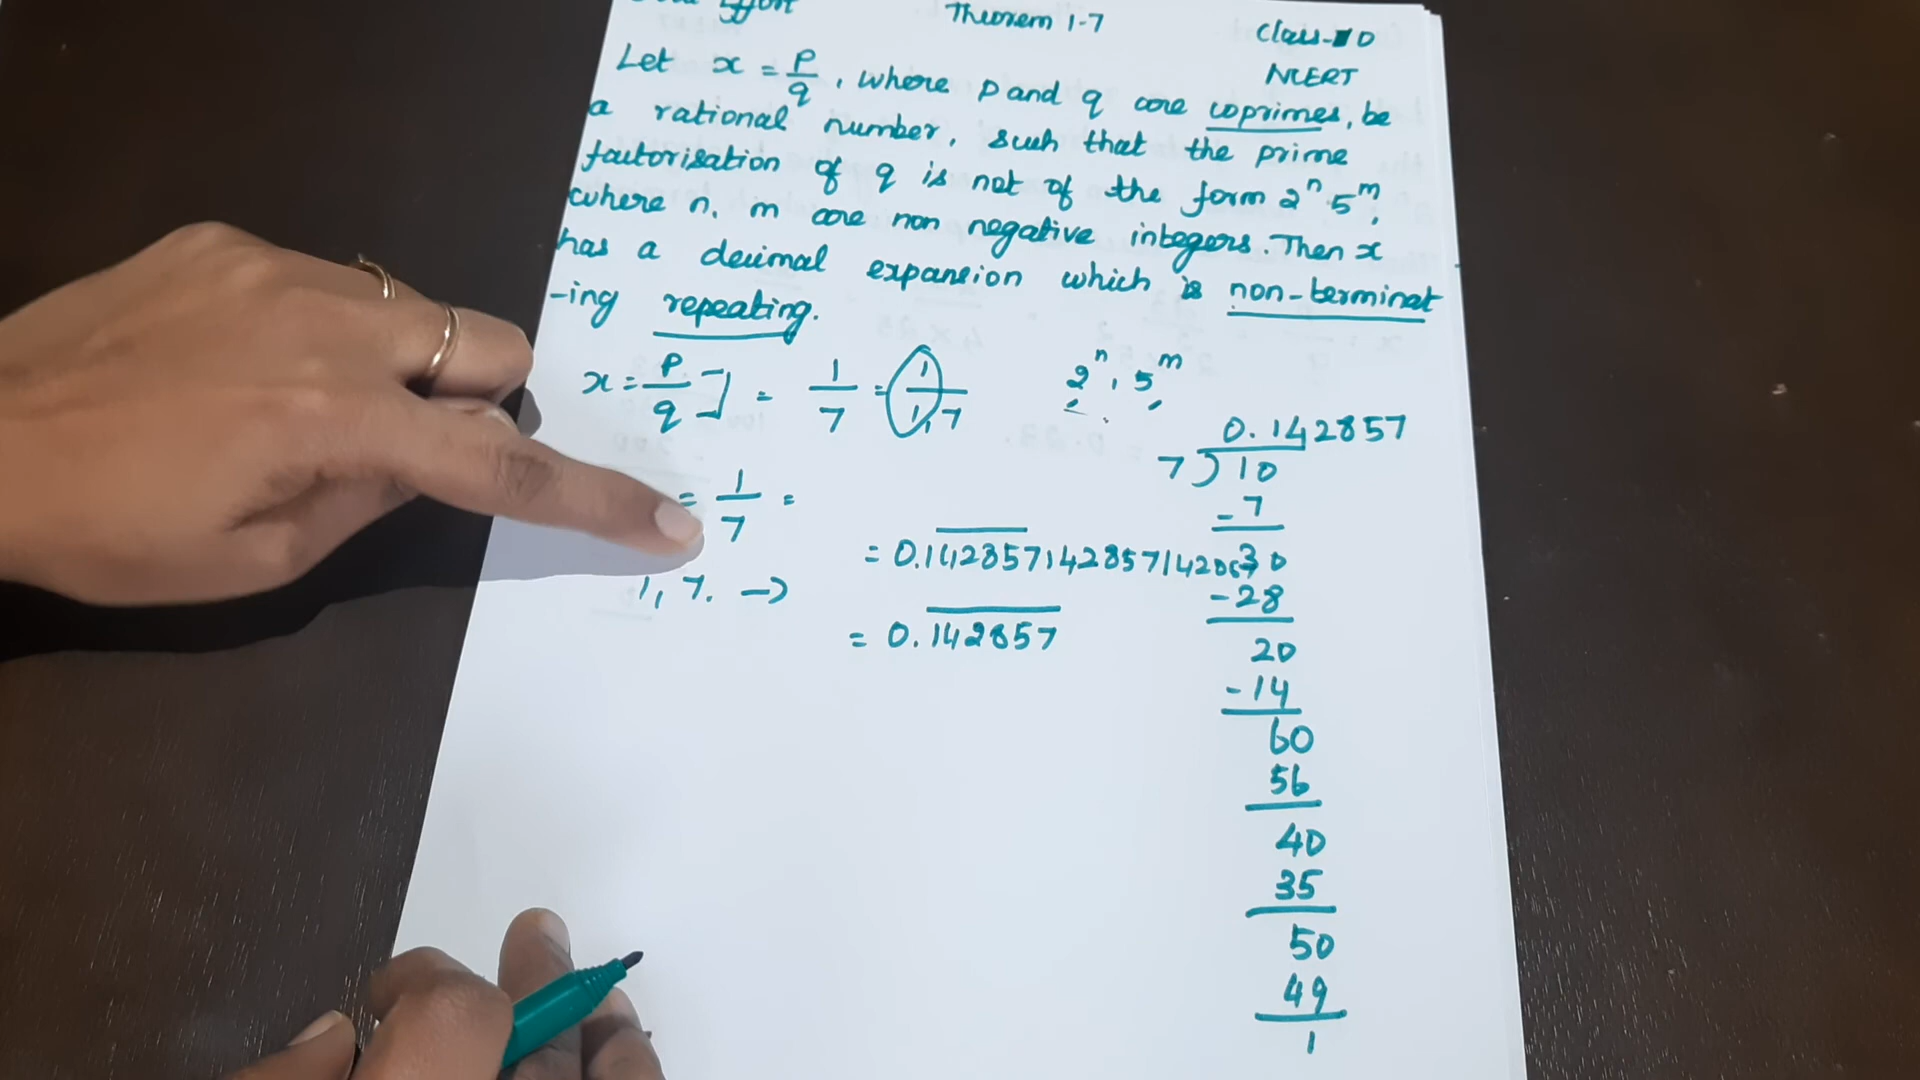 Theorem 1-7
Class-10
NCERT
Let x = p/q, where p and q are coprimes, be
a rational number, such that the prime
factorisation of q is not of the form 2ⁿ 5ᵐ,
where n, m are non negative integers. Then x
has a decimal expansion which is non-terminat
-ing repeating.
x = p/q ] = 1/7 = 1/1,7
2ⁿ, 5ᵐ
= 1/7 =
1, 7. →
= 0.142857142857142
= 0.142857
0.142857
7 ) 10
- 7
30
- 28
20
- 14
60
56
40
35
50
49
1